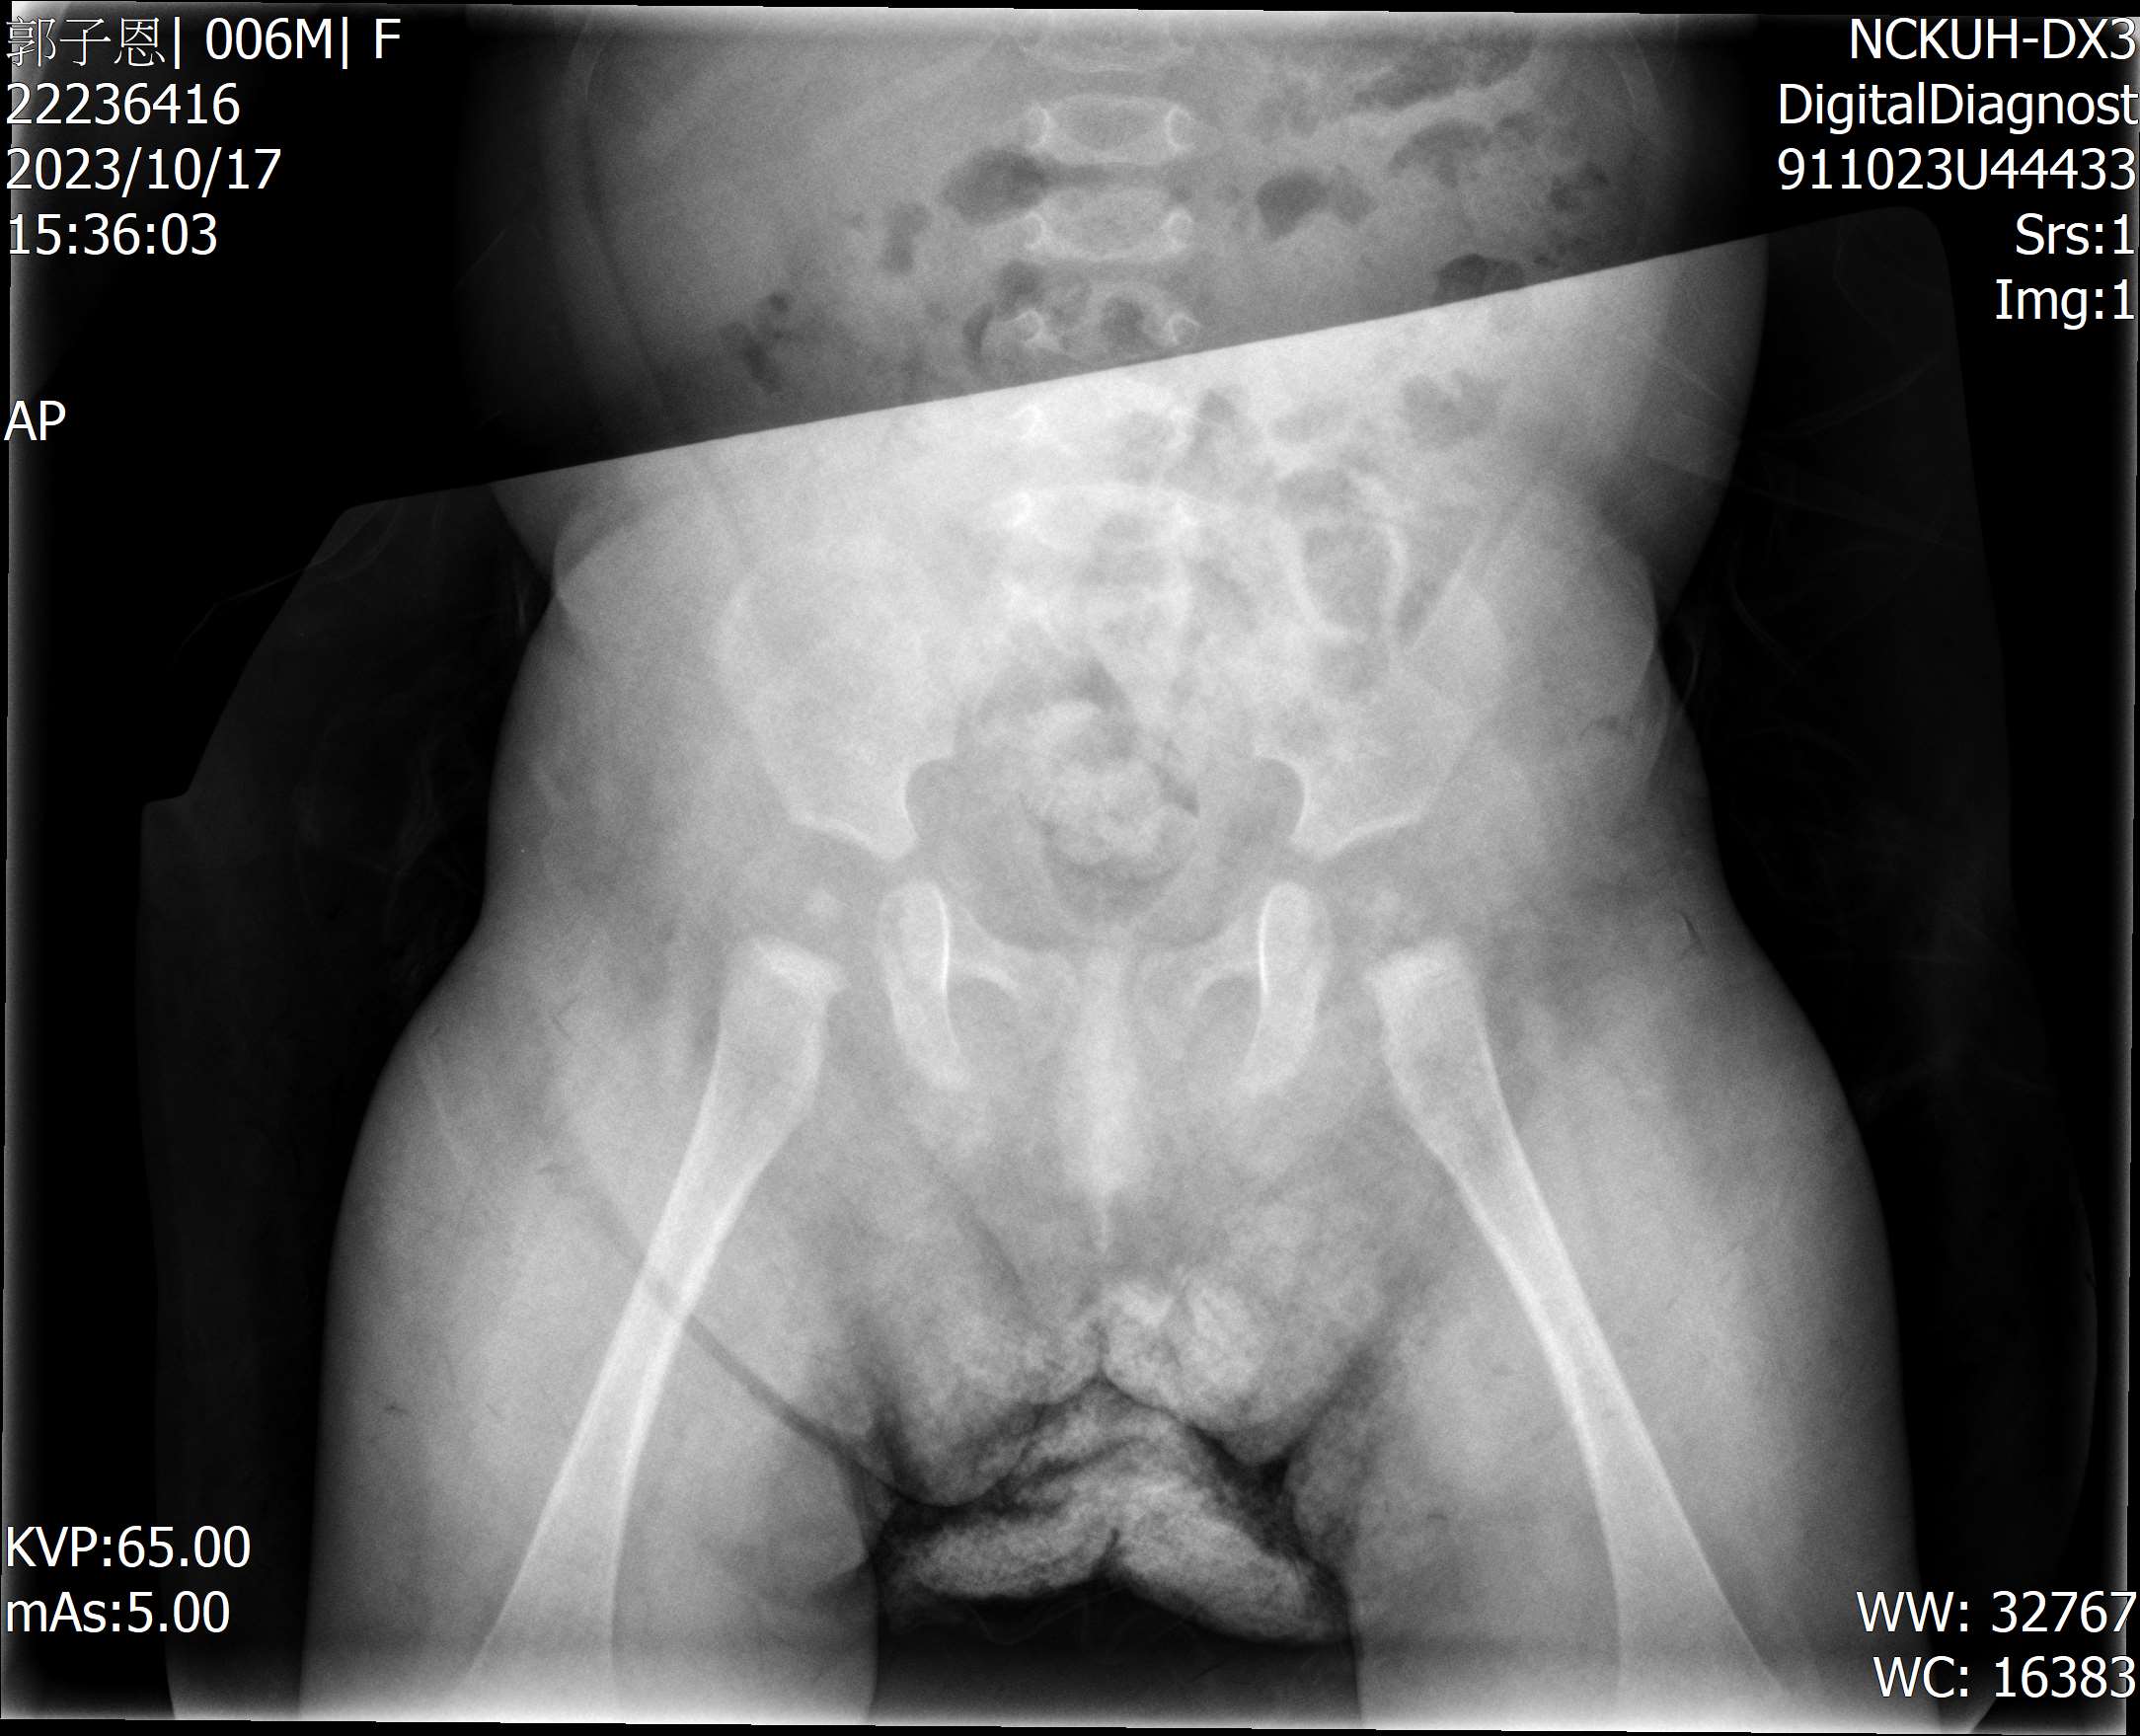 郭子恩| 006M| F
22236416
2023/10/17
15:36:03
AP
NCKUH-DX3
DigitalDiagnost
911023U44433
Srs:1
Img:1
KVP:65.00
mAs:5.00
WW: 32767
WC: 16383